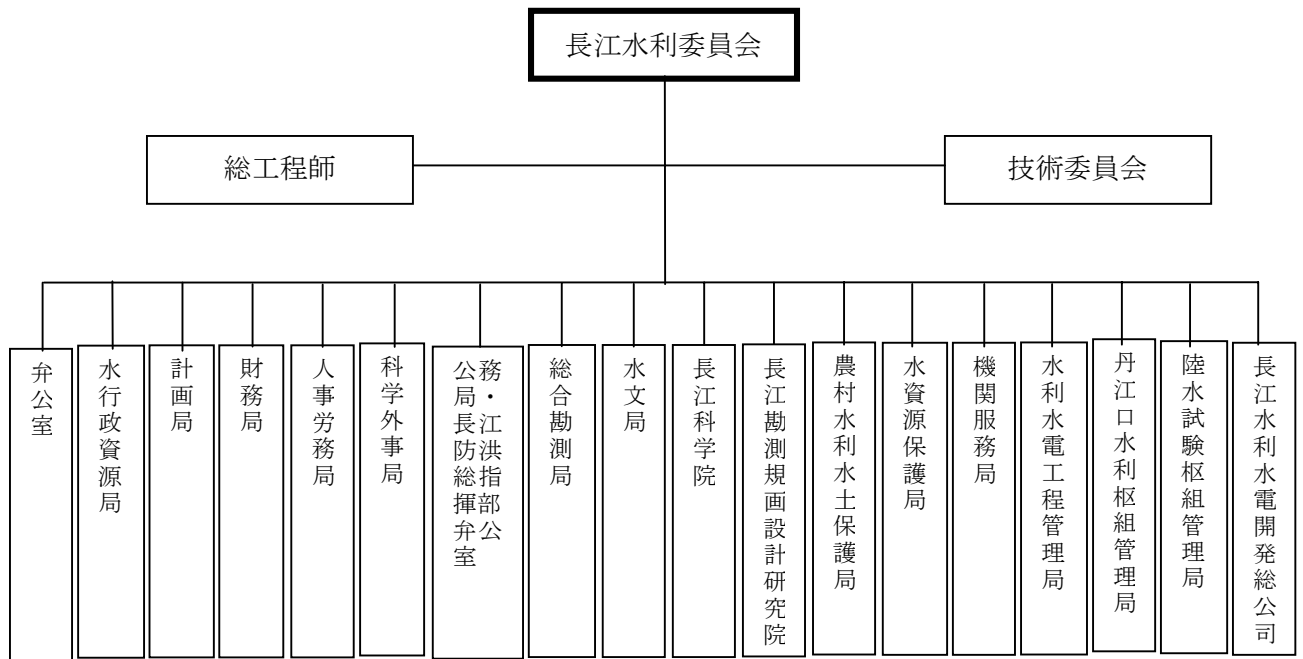 長江水利委員会
総工程師
技術委員会
弁公室
水行政資源局
計画局
財務局
人事労務局
科学外事局
公務局・長江防洪総指揮部弁公室
総合勘測局
水文局
長江科学院
長江勘測規画設計研究院
農村水利水土保護局
水資源保護局
機関服務局
水利水電工程管理局
丹江口水利枢組管理局
陸水試験枢組管理局
長江水利水電開発総公司